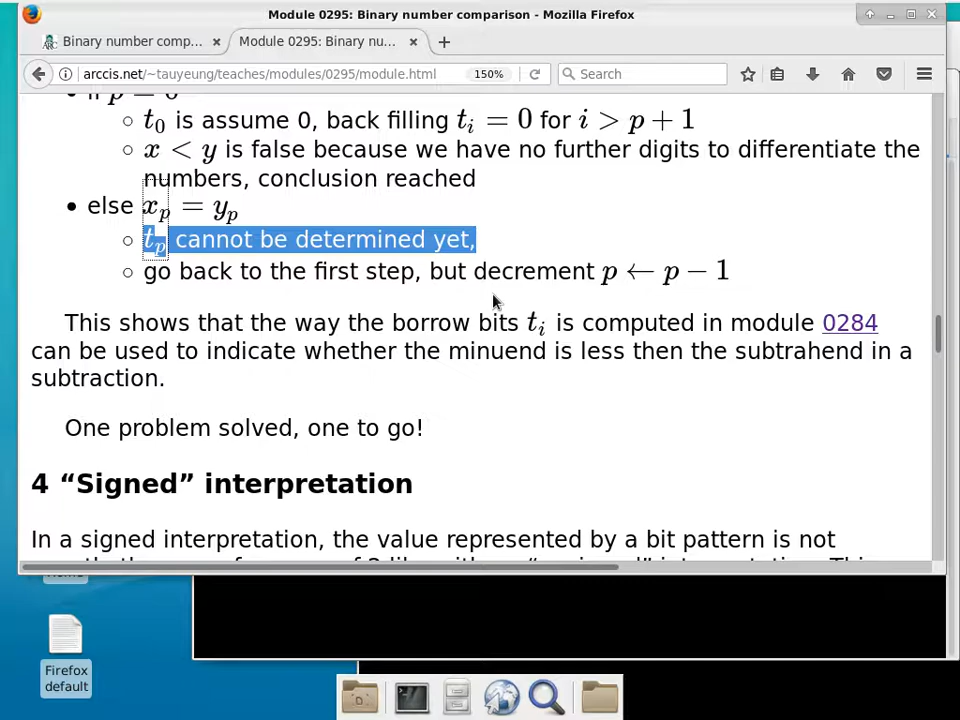 Module 0295: Binary number comparison - Mozilla Firefox
Binary number comp...
Module 0295: Binary nu...
arccis.net/~tauyeung/teaches/modules/0295/module.html
150%
Search
t₀ is assume 0, back filling tᵢ = 0 for i > p + 1
x < y is false because we have no further digits to differentiate the
numbers, conclusion reached
else xₚ = yₚ
tₚ cannot be determined yet,
go back to the first step, but decrement p ← p − 1
This shows that the way the borrow bits tᵢ is computed in module 0284
can be used to indicate whether the minuend is less then the subtrahend in a
subtraction.
One problem solved, one to go!
4 “Signed” interpretation
In a signed interpretation, the value represented by a bit pattern is not
Firefox
default